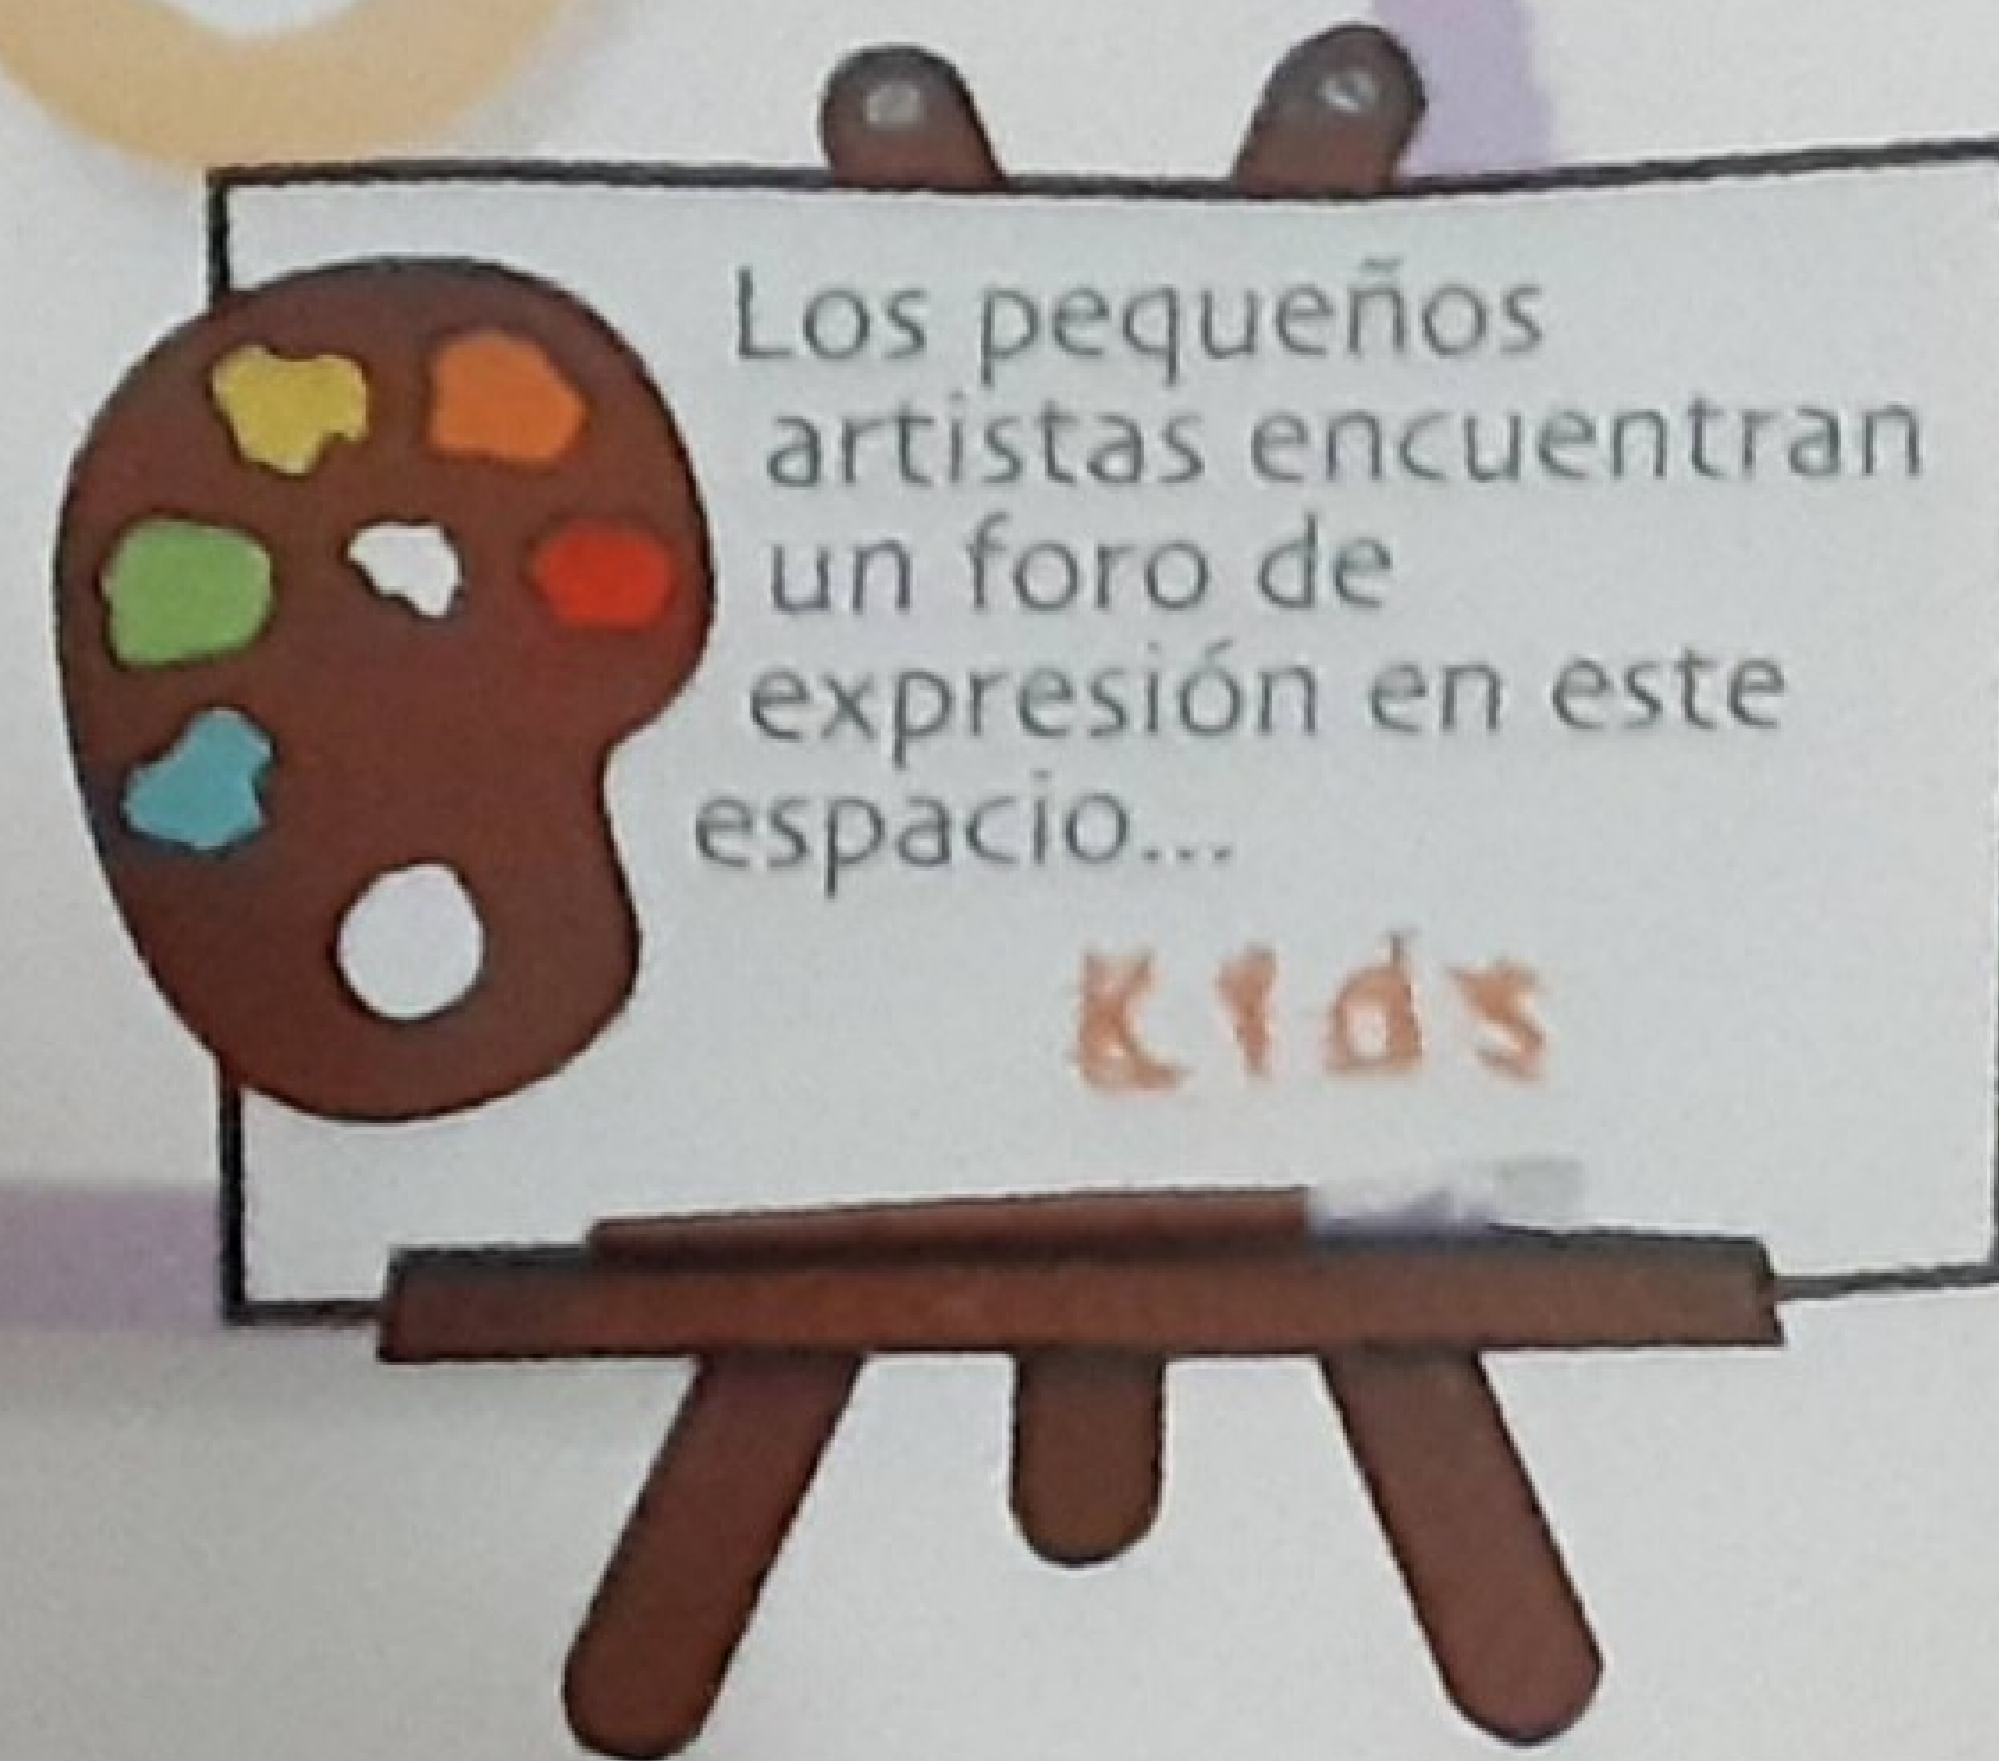 Los pequeños
artistas encuentran
un foro de
expresión en este
espacio...
Kids